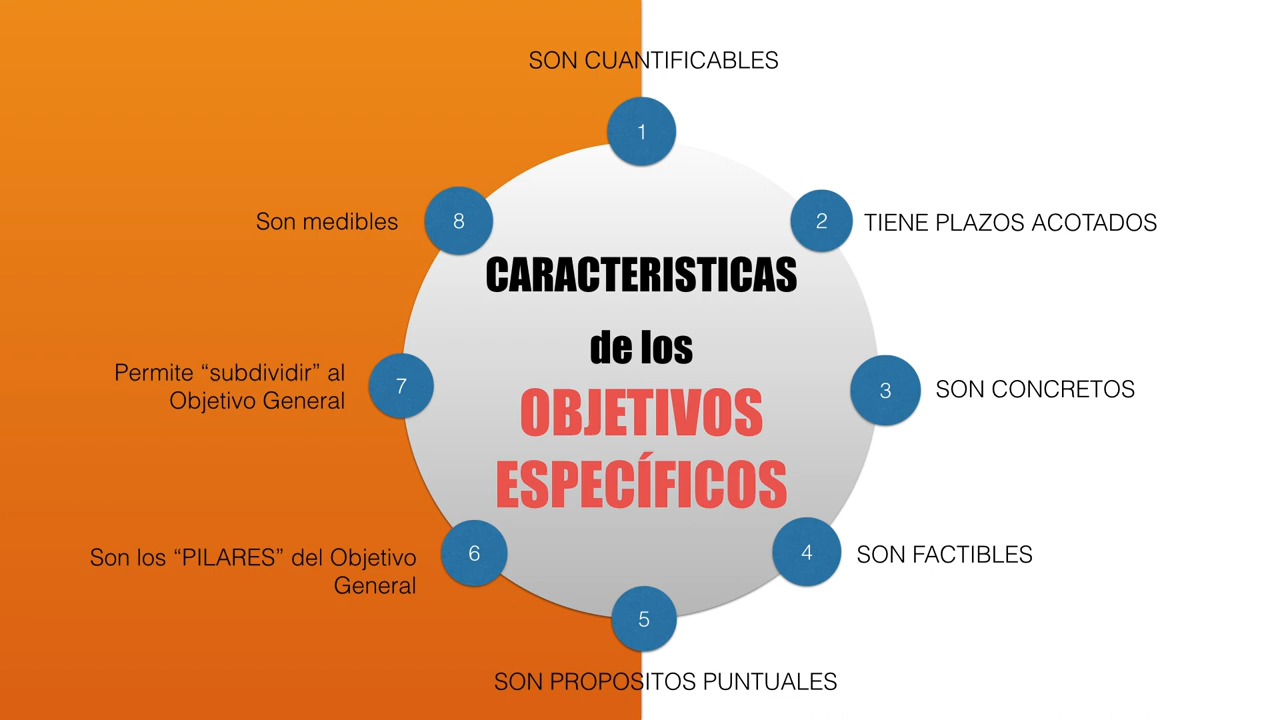 SON CUANTIFICABLES
1
Son medibles
8
2
TIENE PLAZOS ACOTADOS
CARACTERISTICAS
de los
OBJETIVOS
ESPECÍFICOS
Permite “subdividir” al
Objetivo General
7
3
SON CONCRETOS
Son los “PILARES” del Objetivo
General
6
4
SON FACTIBLES
5
SON PROPOSITOS PUNTUALES